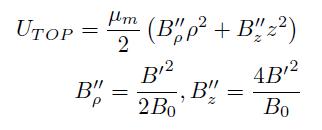 U_{TOP} = \frac{\mu_m}{2} \left( B''_\rho \rho^2 + B''_z z^2 \right)
B''_\rho = \frac{B'^2}{2B_0}, B''_z = \frac{4B'^2}{B_0}